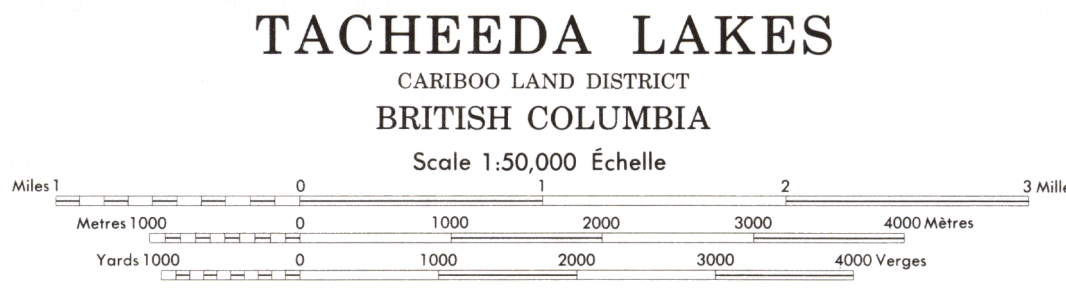 TACHEEDA LAKES
CARIBOO LAND DISTRICT
BRITISH COLUMBIA
Scale 1:50,000 Échelle
Miles 1 0 1 2 3 Mille
Metres 1000 0 1000 2000 3000 4000 Mètres
Yards 1000 0 1000 2000 3000 4000 Verges